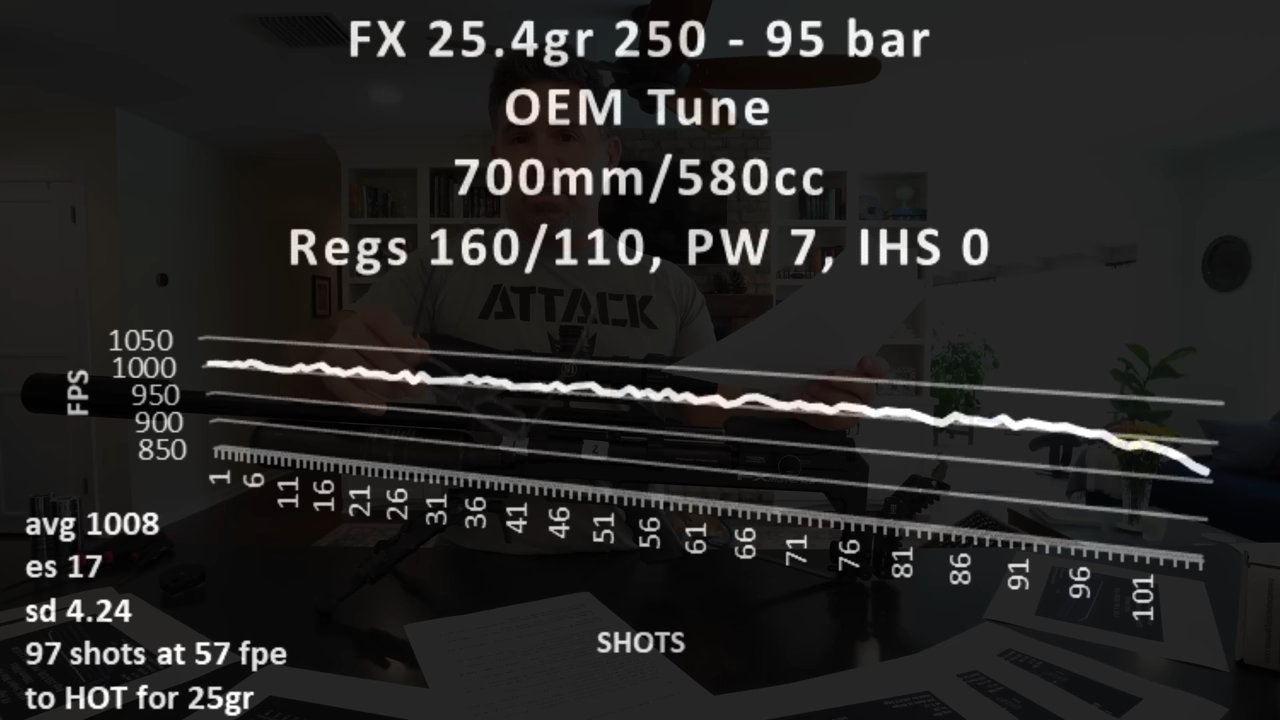 FX 25.4gr 250 - 95 bar
OEM Tune
700mm/580cc
Regs 160/110, PW 7, IHS 0
ATTACK
1050
1000
950
900
850
FPS
1 6 11 16 21 26 31 36 41 46 51 56 61 66 71 76 81 86 91 96 101
SHOTS
avg 1008
es 17
sd 4.24
97 shots at 57 fpe
to HOT for 25gr